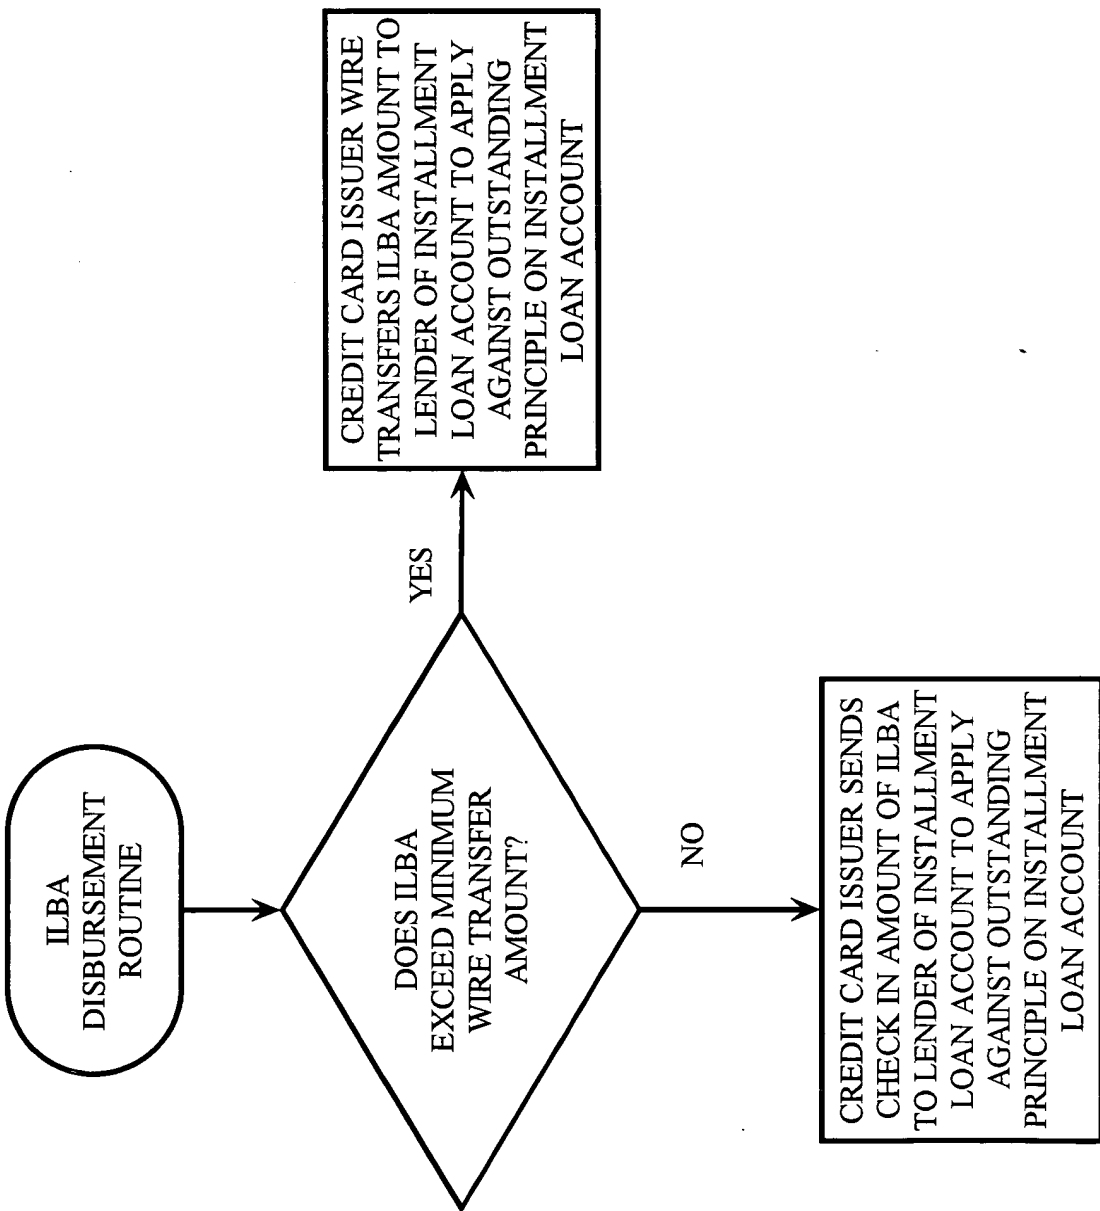 ILBA
DISBURSEMENT
ROUTINE
DOES ILBA
EXCEED MINIMUM
WIRE TRANSFER
AMOUNT?
YES
CREDIT CARD ISSUER WIRE
TRANSFERS ILBA AMOUNT TO
LENDER OF INSTALLMENT
LOAN ACCOUNT TO APPLY
AGAINST OUTSTANDING
PRINCIPLE ON INSTALLMENT
LOAN ACCOUNT
NO
CREDIT CARD ISSUER SENDS
CHECK IN AMOUNT OF ILBA
TO LENDER OF INSTALLMENT
LOAN ACCOUNT TO APPLY
AGAINST OUTSTANDING
PRINCIPLE ON INSTALLMENT
LOAN ACCOUNT